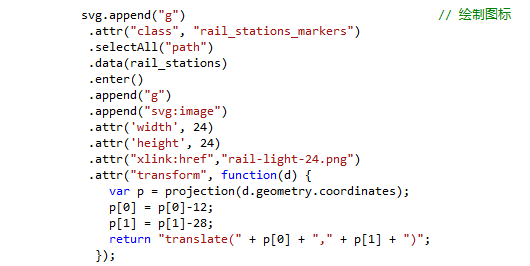 svg.append("g") // 绘制图标
.attr("class", "rail_stations_markers")
.selectAll("path")
.data(rail_stations)
.enter()
.append("g")
.append("svg:image")
.attr('width', 24)
.attr('height', 24)
.attr("xlink:href","rail-light-24.png")
.attr("transform", function(d) {
var p = projection(d.geometry.coordinates);
p[0] = p[0]-12;
p[1] = p[1]-28;
return "translate(" + p[0] + "," + p[1] + ")";
});